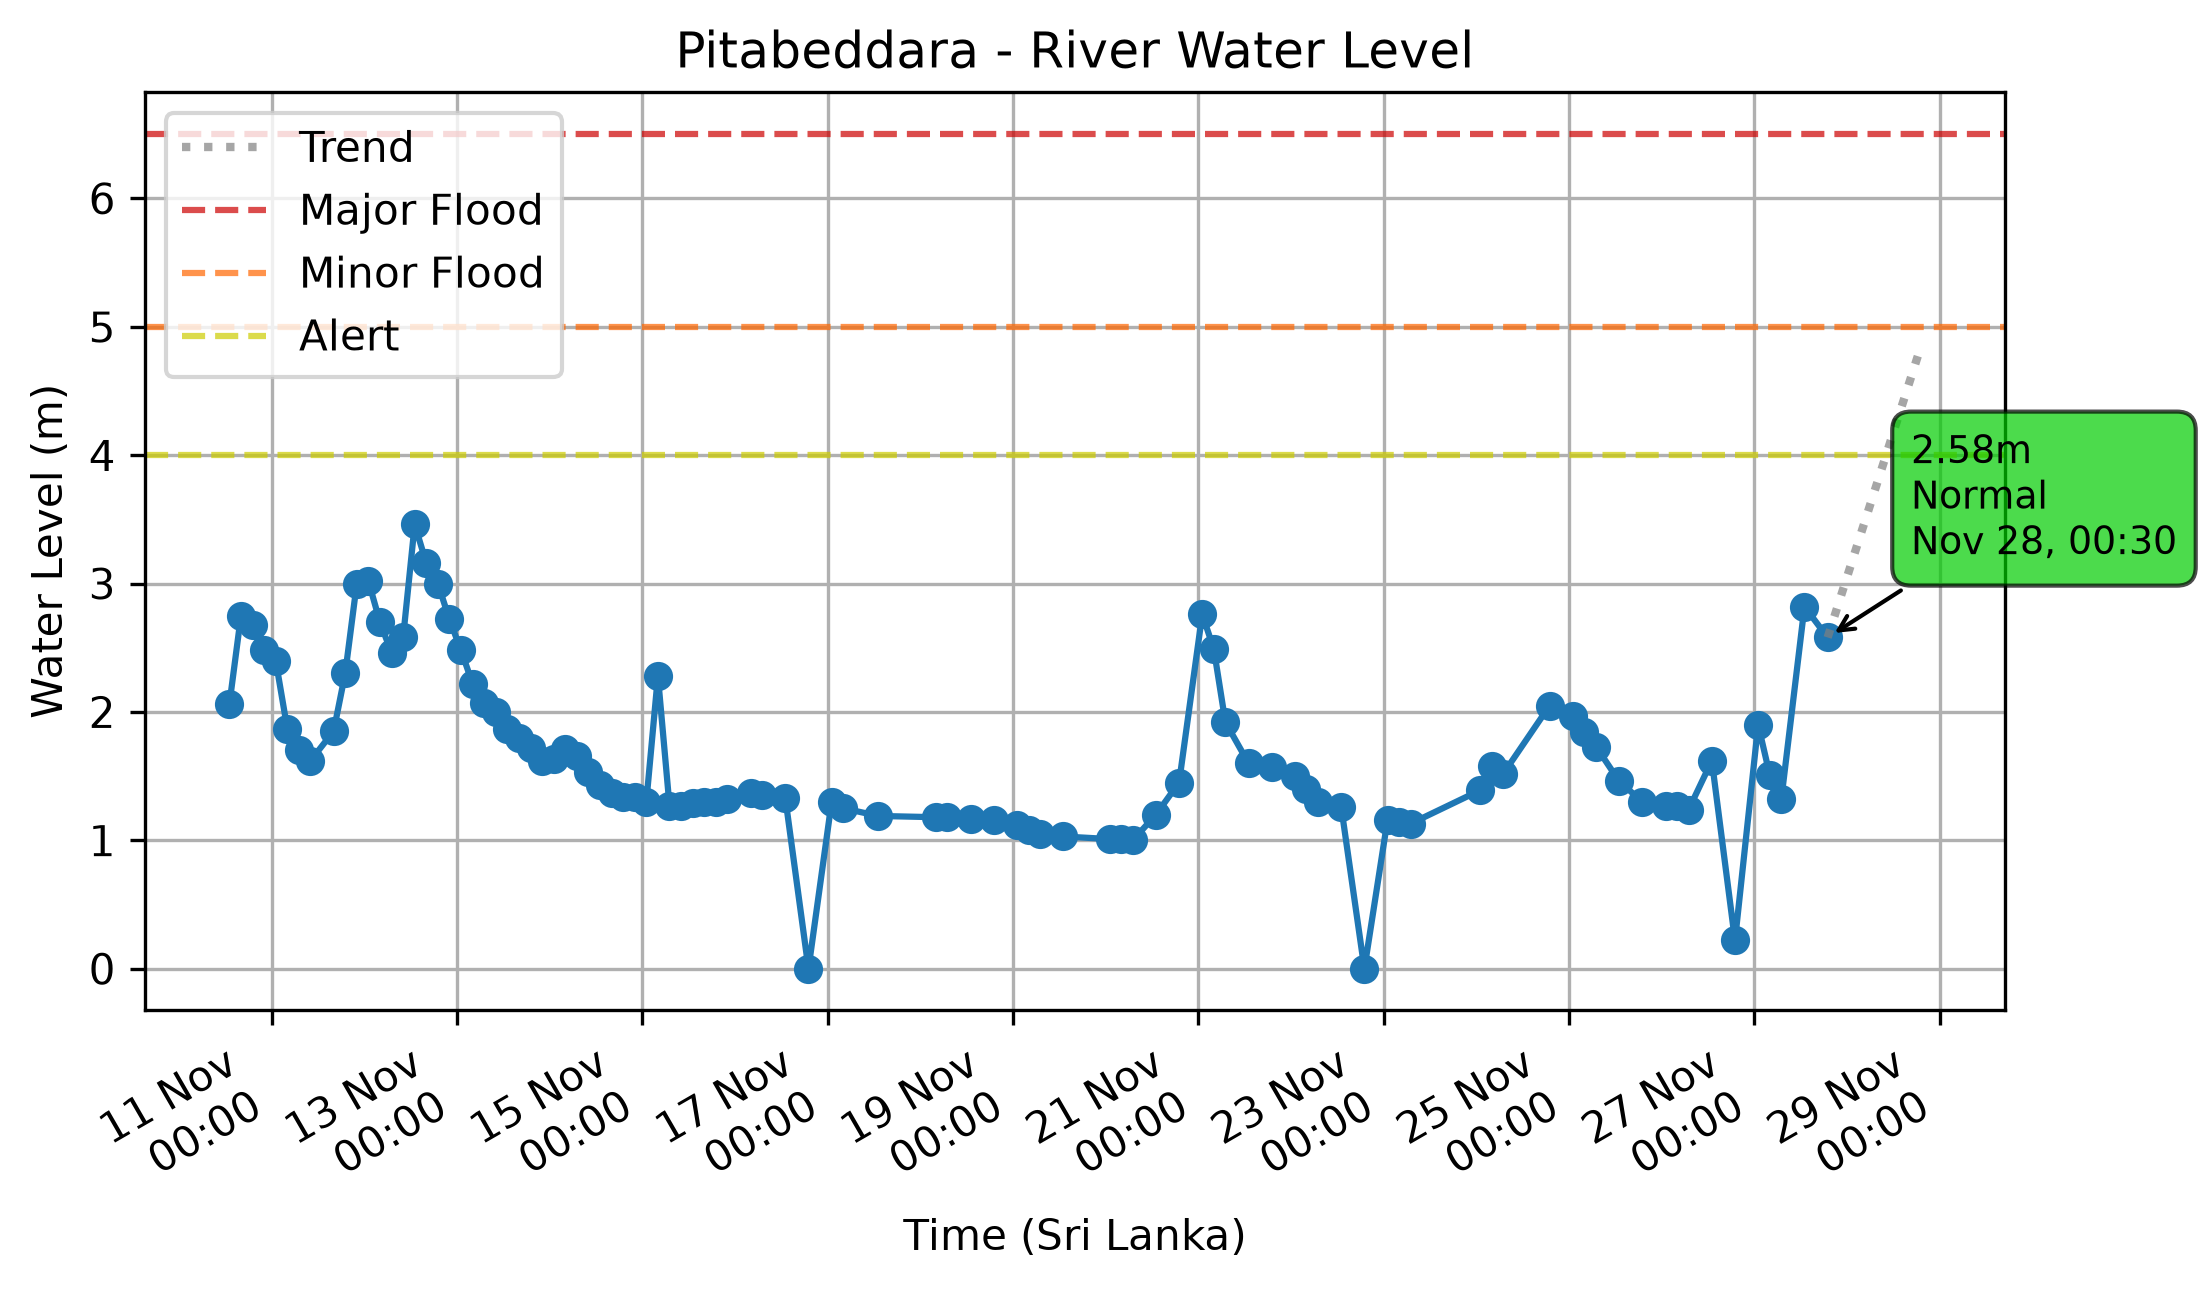 Pitabeddara - River Water Level
Trend
Major Flood
Minor Flood
Alert
Water Level (m)
6
5
4
3
2
1
0
2.58m
Normal
Nov 28, 00:30
11 Nov
00:00
13 Nov
00:00
15 Nov
00:00
17 Nov
00:00
19 Nov
00:00
21 Nov
00:00
23 Nov
00:00
25 Nov
00:00
27 Nov
00:00
29 Nov
00:00
Time (Sri Lanka)